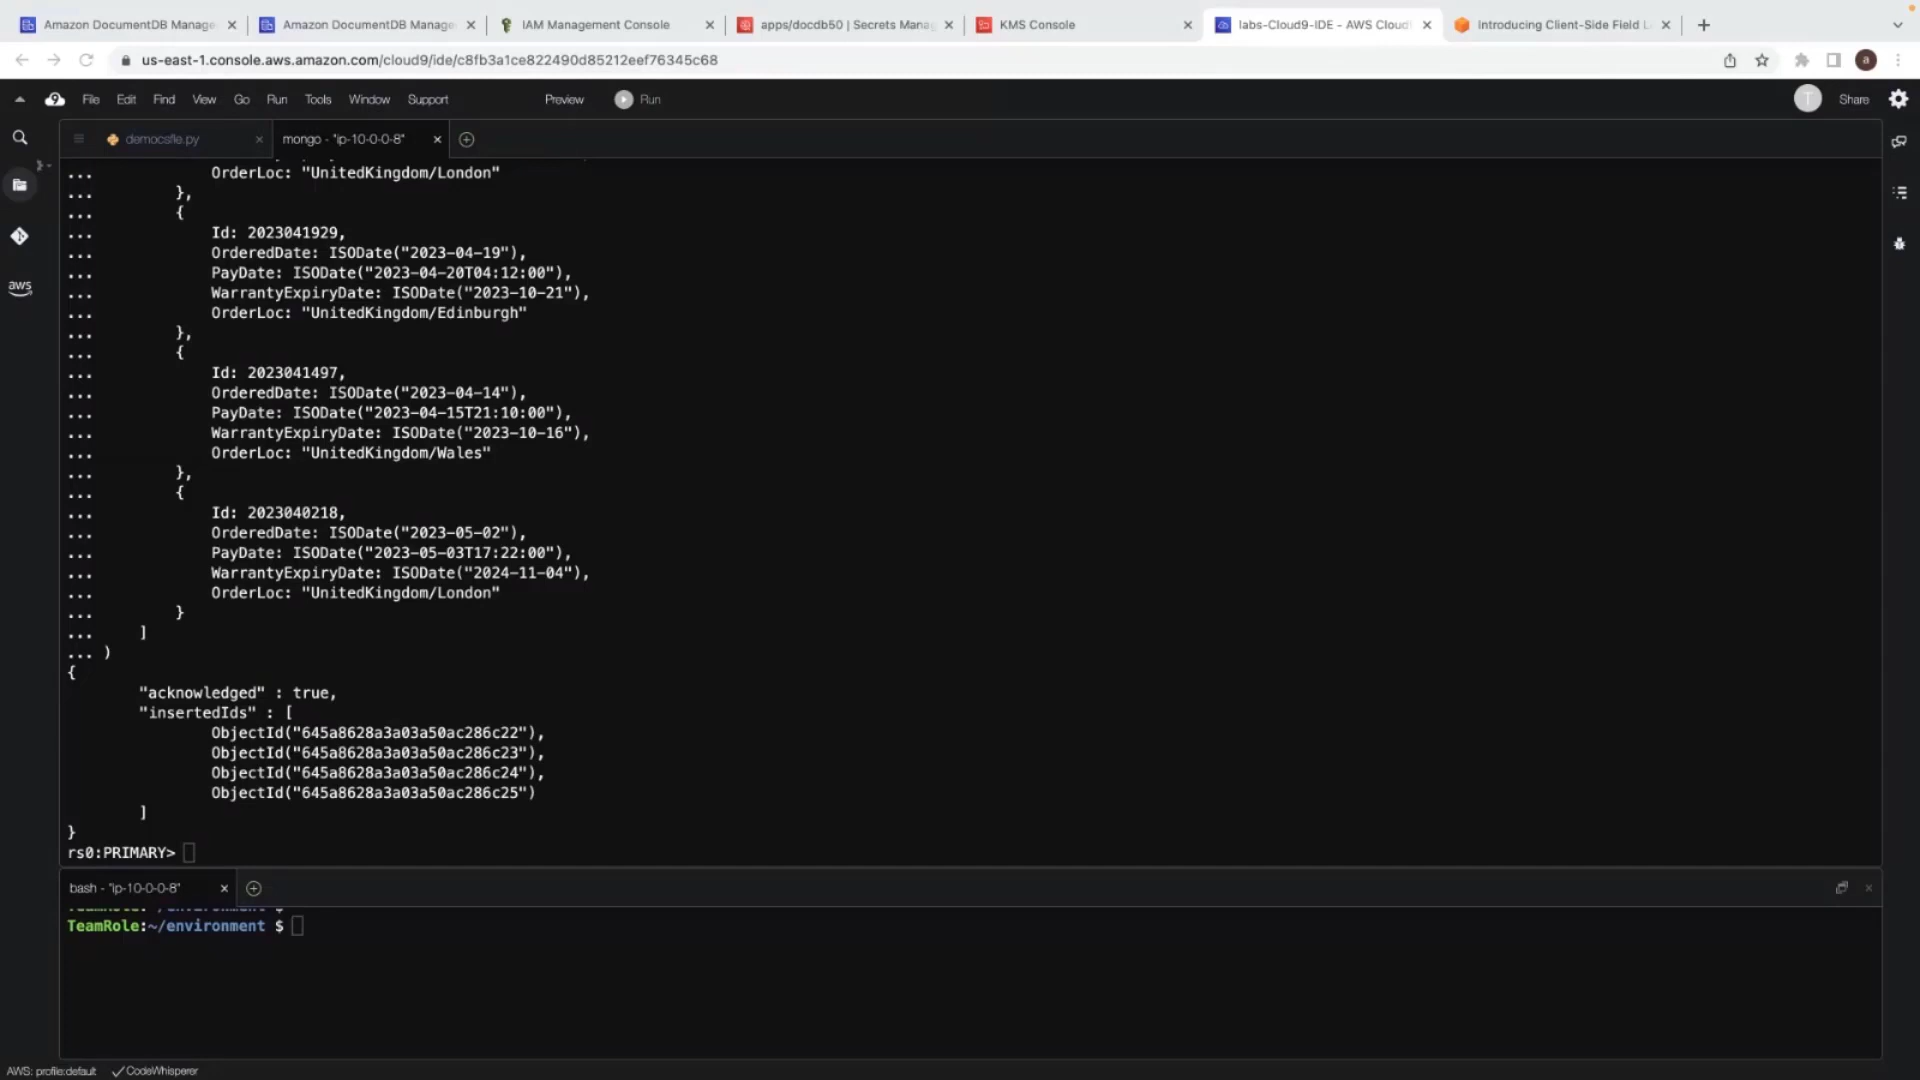 Amazon DocumentDB Manage
Amazon DocumentDB Manage
IAM Management Console
apps/docdb50 | Secrets Mana
KMS Console
labs-Cloud9-IDE - AWS Cloud
Introducing Client-Side Field L
us-east-1.console.aws.amazon.com/cloud9/ide/c8fb3a1ce822490d85212eef76345c68
a
9 File Edit Find View Go Run Tools Window Support Preview Run T Share
democsfle.py
mongo - "ip-10-0-0-8"
aws
... OrderLoc: "UnitedKingdom/London"
... },
... {
... Id: 2023041929,
... OrderedDate: ISODate("2023-04-19"),
... PayDate: ISODate("2023-04-20T04:12:00"),
... WarrantyExpiryDate: ISODate("2023-10-21"),
... OrderLoc: "UnitedKingdom/Edinburgh"
... },
... {
... Id: 2023041497,
... OrderedDate: ISODate("2023-04-14"),
... PayDate: ISODate("2023-04-15T21:10:00"),
... WarrantyExpiryDate: ISODate("2023-10-16"),
... OrderLoc: "UnitedKingdom/Wales"
... },
... {
... Id: 2023040218,
... OrderedDate: ISODate("2023-05-02"),
... PayDate: ISODate("2023-05-03T17:22:00"),
... WarrantyExpiryDate: ISODate("2024-11-04"),
... OrderLoc: "UnitedKingdom/London"
... }
... ]
... )
{
"acknowledged" : true,
"insertedIds" : [
ObjectId("645a8628a3a03a50ac286c22"),
ObjectId("645a8628a3a03a50ac286c23"),
ObjectId("645a8628a3a03a50ac286c24"),
ObjectId("645a8628a3a03a50ac286c25")
]
}
rs0:PRIMARY>
bash - "ip-10-0-0-8"
TeamRole:~/environment $
AWS: profile:default CodeWhisperer